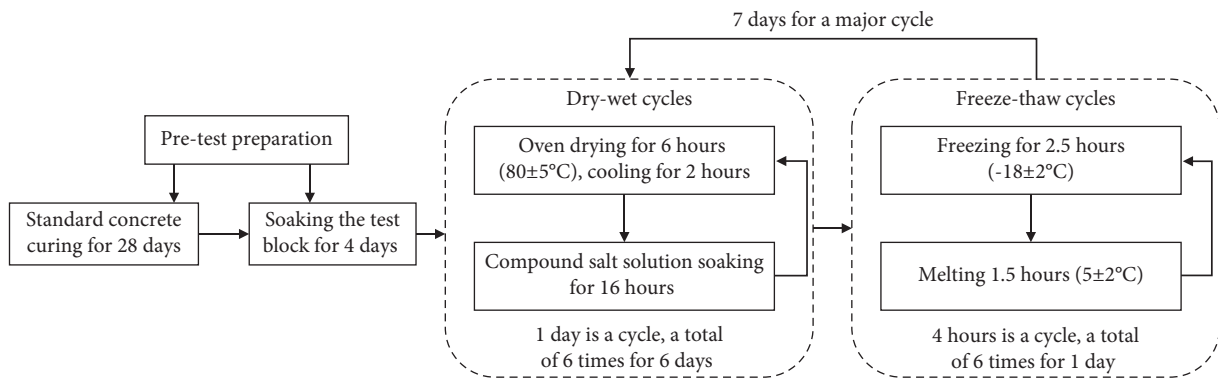 7 days for a major cycle
Pre-test preparation
Standard concrete
curing for 28 days
Soaking the test
block for 4 days
Dry-wet cycles
Oven drying for 6 hours
(80±5°C), cooling for 2 hours
Compound salt solution soaking
for 16 hours
1 day is a cycle, a total
of 6 times for 6 days
Freeze-thaw cycles
Freezing for 2.5 hours
(-18±2°C)
Melting 1.5 hours (5±2°C)
4 hours is a cycle, a total
of 6 times for 1 day